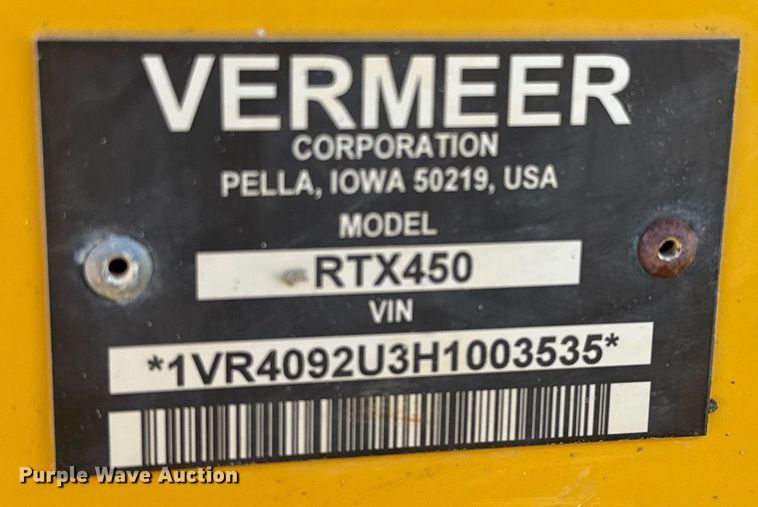 VERMEER
CORPORATION
PELLA, IOWA 50219, USA
MODEL
RTX450
VIN
*1VR4092U3H1003535*
Purple Wave Auction